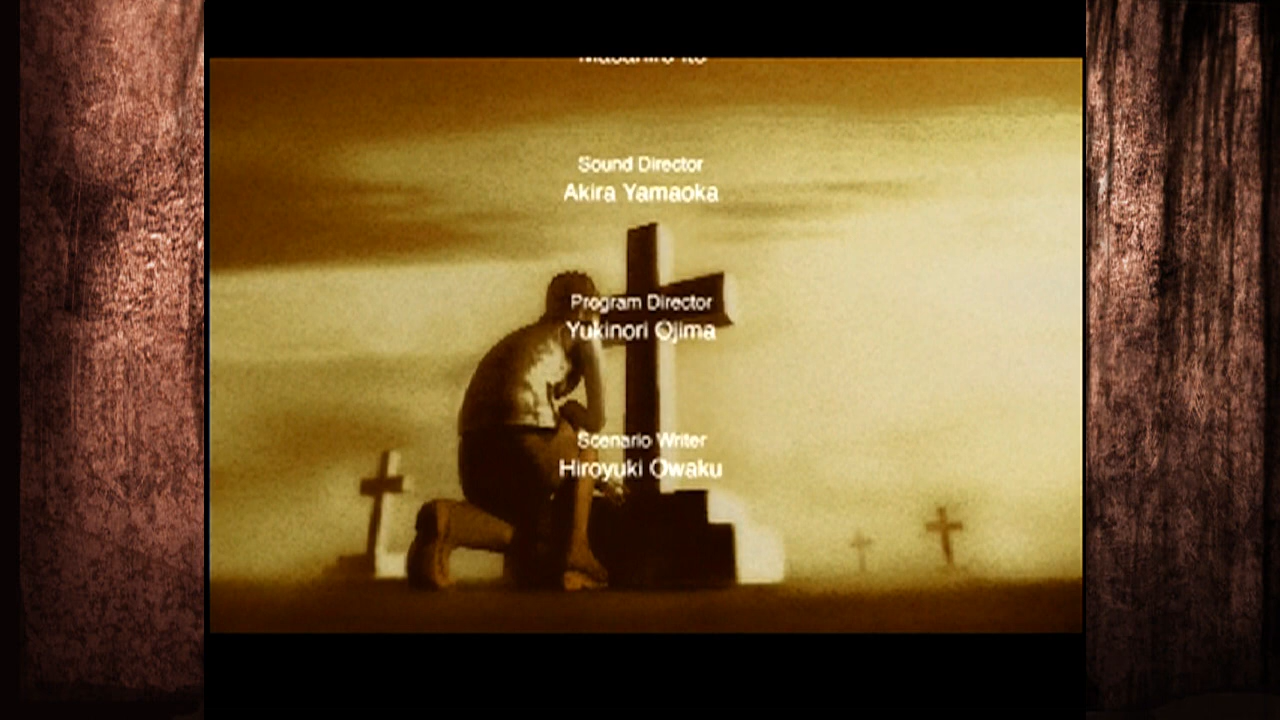 Sound Director
Akira Yamaoka
Program Director
Yukinori Ojima
Scenario Writer
Hiroyuki Owaku